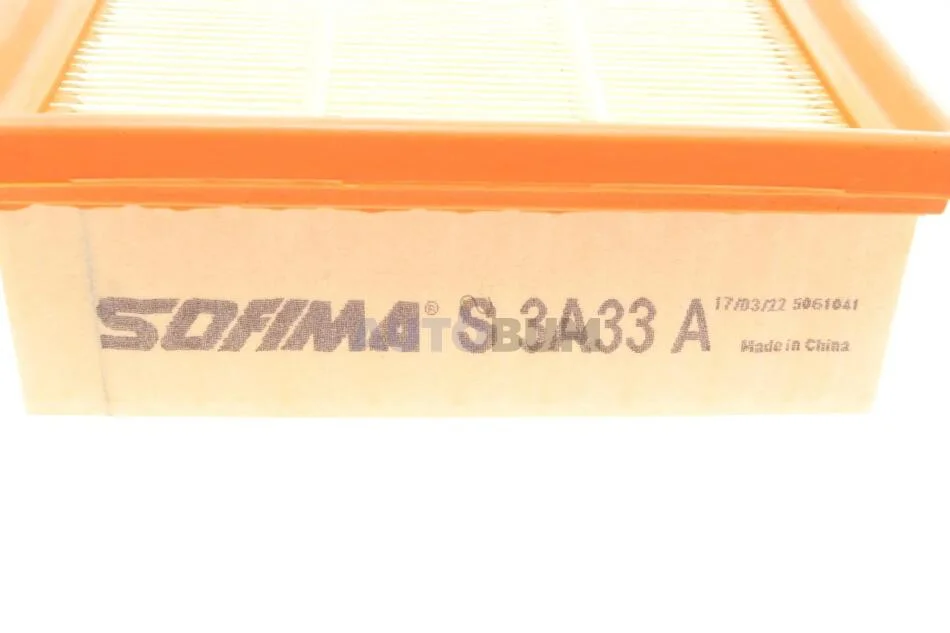 SOFIMA® S 3A33 A
17/03/22 5061041
Made in China